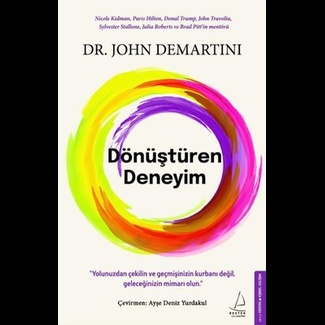 Nicole Kidman, Paris Hilton, Donal Trump, John Travolta,
Sylvester Stallone, Julia Roberts ve Brad Pitt'in mentörü
DR. JOHN DEMARTINI
Dönüştüren
Deneyim
"Yolunuzdan çekilin ve geçmişinizin kurbanı değil,
geleceğinizin mimarı olun."
Çevirmen: Ayşe Deniz Yurdakul
DESTEK